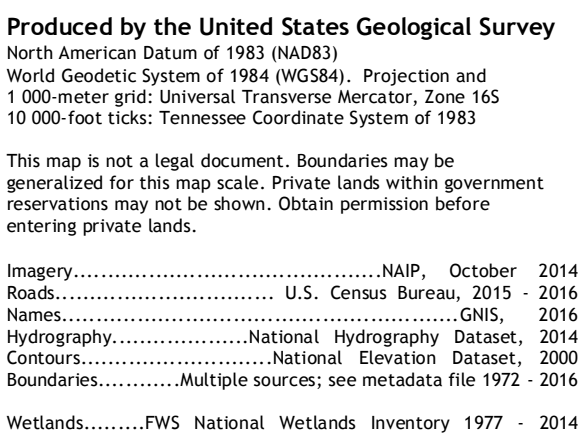 Produced by the United States Geological Survey
North American Datum of 1983 (NAD83)
World Geodetic System of 1984 (WGS84).  Projection and
1 000-meter grid: Universal Transverse Mercator, Zone 16S
10 000-foot ticks: Tennessee Coordinate System of 1983
This map is not a legal document. Boundaries may be
generalized for this map scale. Private lands within government
reservations may not be shown. Obtain permission before
entering private lands.
Imagery............................................NAIP, October 2014
Roads............................... U.S. Census Bureau, 2015 - 2016
Names........................................................GNIS, 2016
Hydrography....................National Hydrography Dataset, 2014
Contours............................National Elevation Dataset, 2000
Boundaries............Multiple sources; see metadata file 1972 - 2016
Wetlands.........FWS National Wetlands Inventory 1977 - 2014